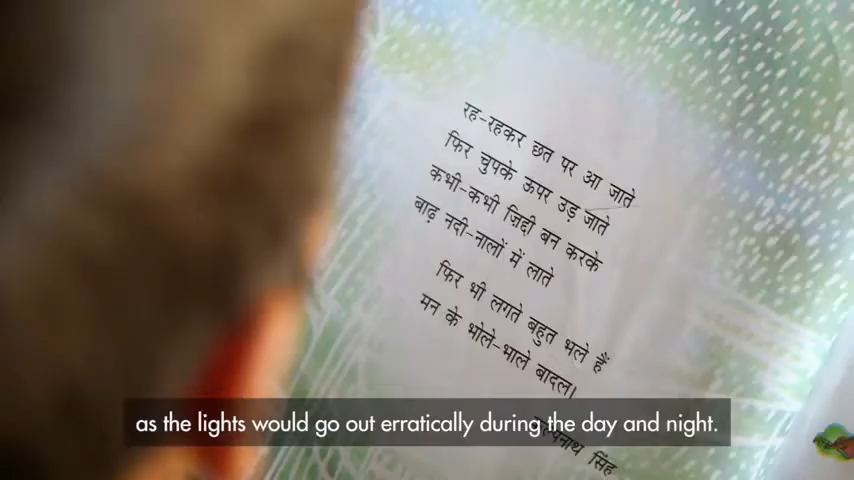 रह-रहकर छत पर आ जाते
फिर चुपके ऊपर उड़ जाते
कभी-कभी ज़िद्दी बन करके
बाढ़ नदी-नालों में लाते
फिर भी लगते बहुत भले हैं
मन के भोले-भाले बादल।
सिंह
as the lights would go out erratically during the day and night.